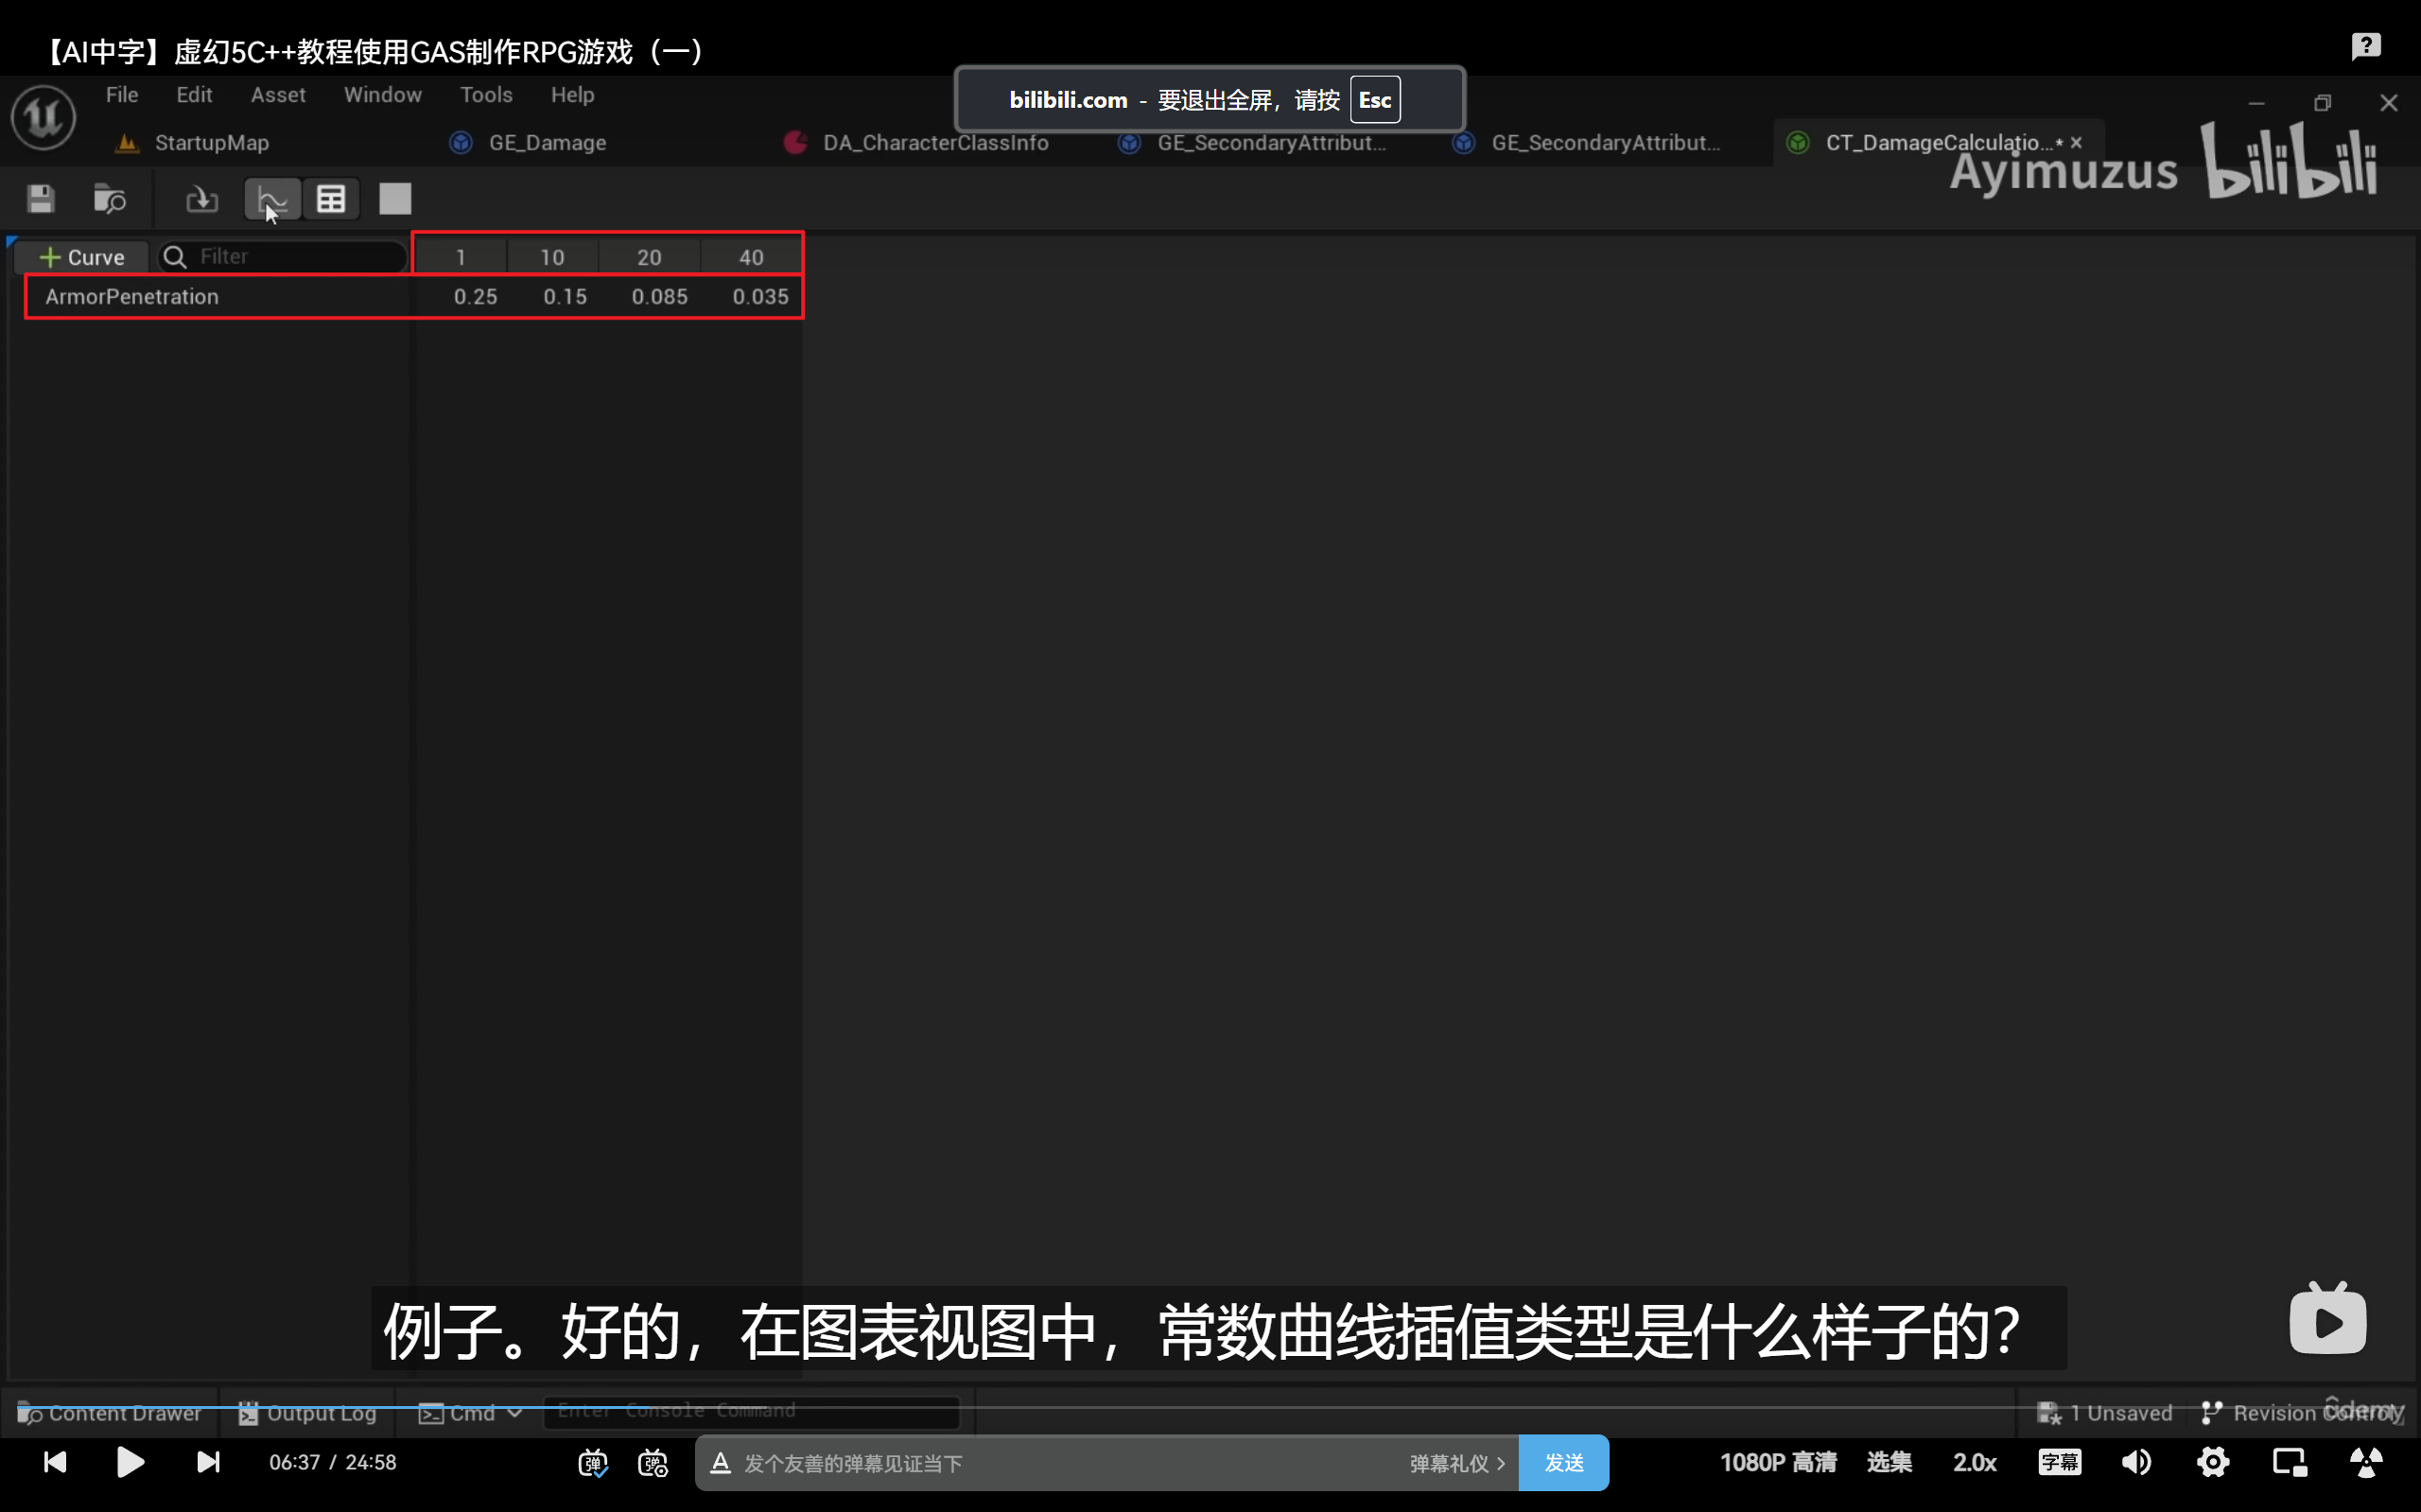 【AI中字】虚幻5C++教程使用GAS制作RPG游戏（一）
File Edit Asset Window Tools Help
bilibili.com - 要退出全屏，请按 Esc
StartupMap GE_Damage DA_CharacterClassInfo GE_SecondaryAttribut... GE_SecondaryAttribut... CT_DamageCalculatio...*
Ayimuzus bilibili
Curve Filter 1 10 20 40
ArmorPenetration 0.25 0.15 0.085 0.035
例子。好的，在图表视图中，常数曲线插值类型是什么样子的？
Content Drawer Output Log Cmd Enter Console Command 1 Unsaved Revision Control
ûdemy
06:37 / 24:58 弹 弹 A 发个友善的弹幕见证当下 弹幕礼仪 > 发送 1080P 高清 选集 2.0x 字幕